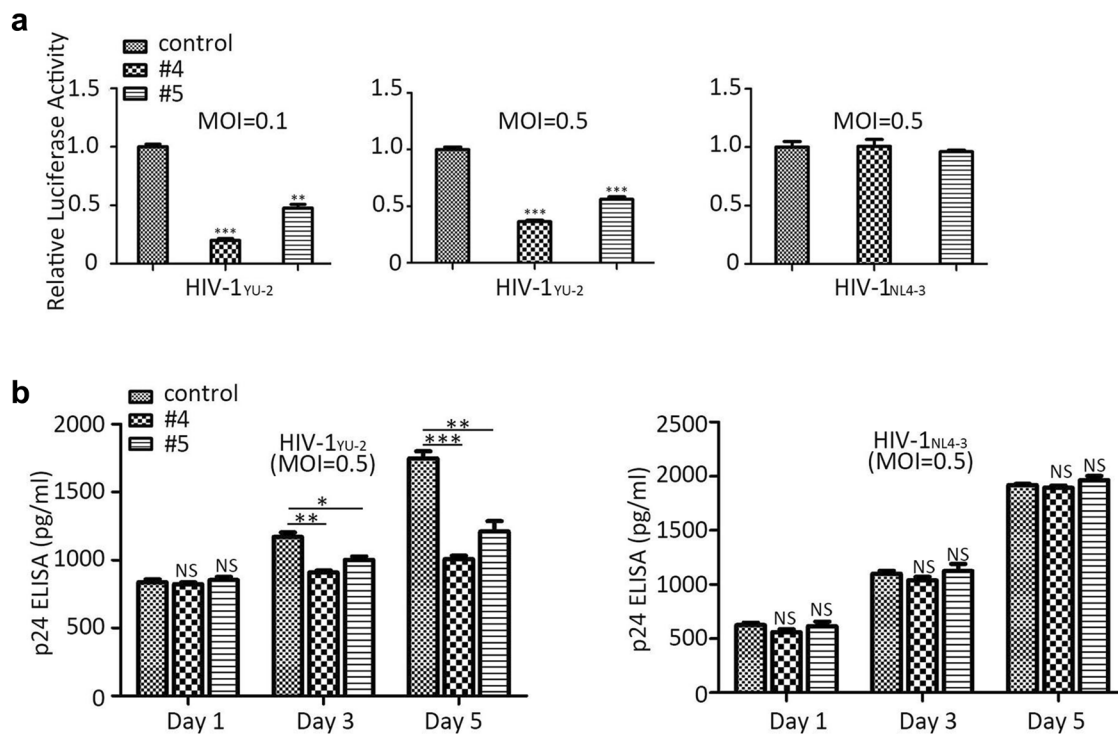 a
control
#4
#5
Relative Luciferase Activity
1.5
1.0
0.5
0
MOI=0.1
***
**
HIV-1YU-2
1.5
1.0
0.5
0
MOI=0.5
***
***
HIV-1YU-2
1.5
1.0
0.5
0
MOI=0.5
HIV-1NL4-3
b
control
#4
#5
p24 ELISA (pg/ml)
2000
1500
1000
500
0
HIV-1YU-2
(MOI=0.5)
NS NS
*
**
**
***
Day 1 Day 3 Day 5
p24 ELISA (pg/ml)
2500
2000
1500
1000
500
0
HIV-1NL4-3
(MOI=0.5)
NS NS
NS NS
NS NS
Day 1 Day 3 Day 5